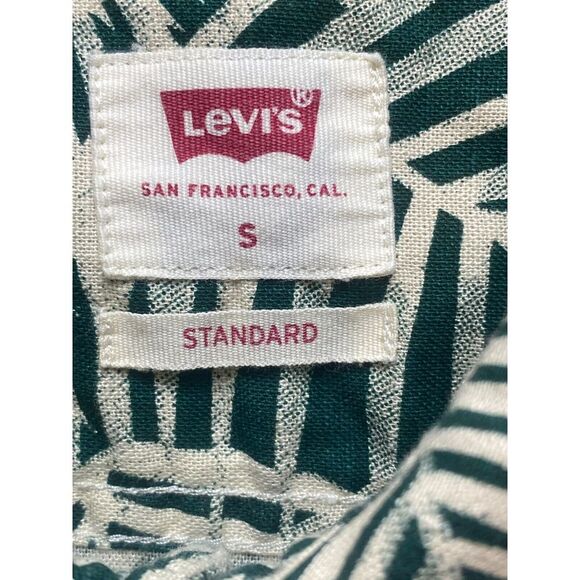 LEVI'S®
SAN FRANCISCO, CAL.
S
STANDARD